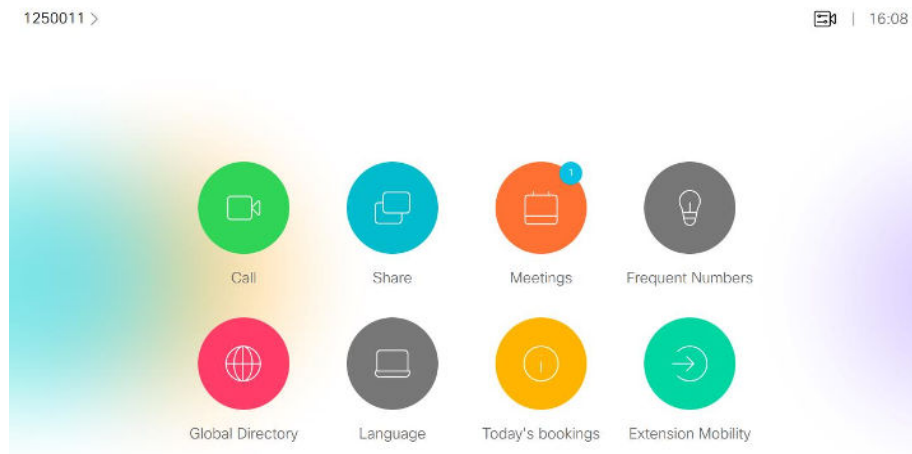 1250011 >
| 16:08
1
Call Share Meetings Frequent Numbers
Global Directory Language Today's bookings Extension Mobility